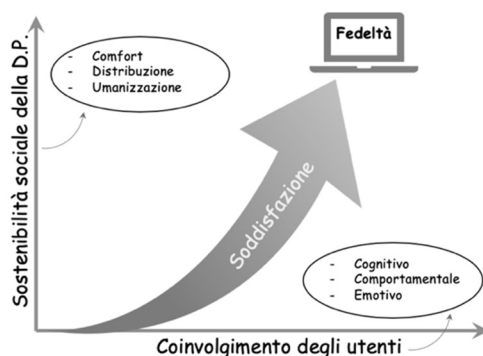 Sostenibilità sociale della D.P.
- Comfort
- Distribuzione
- Umanizzazione
Fedeltà
Soddisfazione
- Cognitivo
- Comportamentale
- Emotivo
Coinvolgimento degli utenti